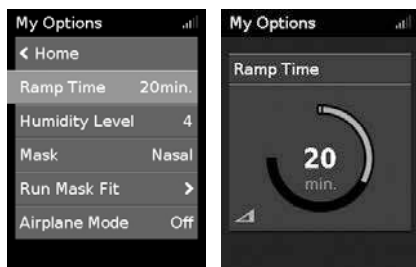 My Options
< Home
Ramp Time 20min.
Humidity Level 4
Mask Nasal
Run Mask Fit >
Airplane Mode Off
My Options
Ramp Time
20
min.